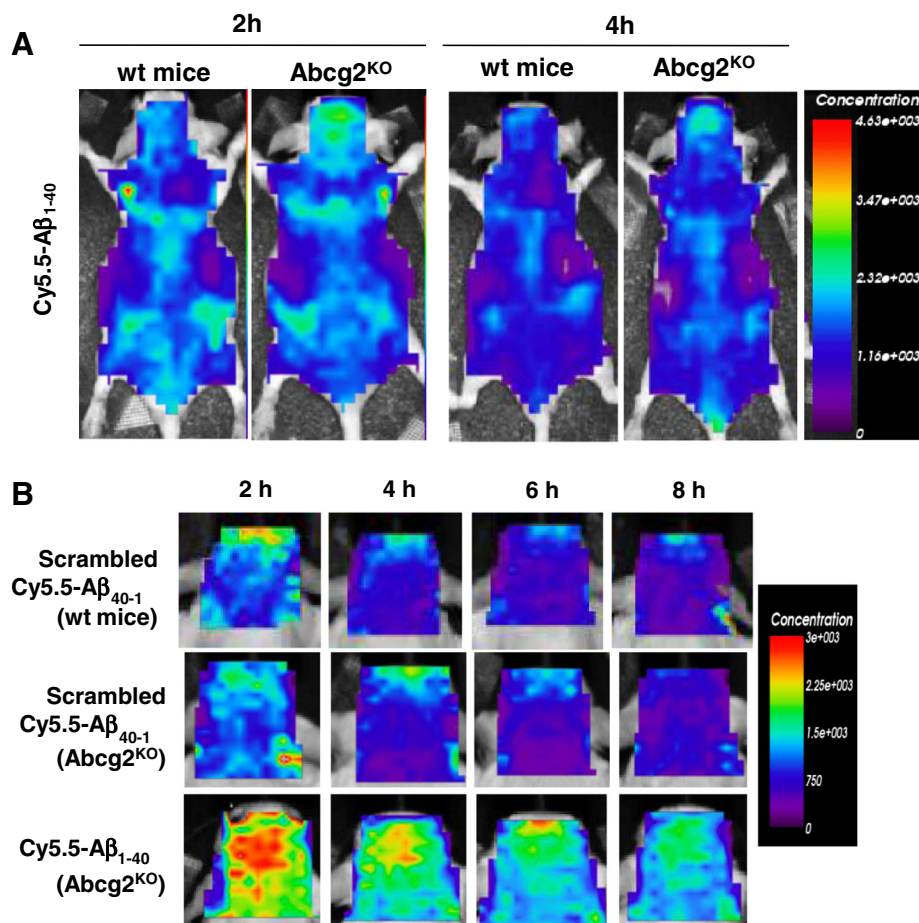 A
2h
4h
wt mice
Abcg2KO
wt mice
Abcg2KO
Cy5.5-Aβ1-40
Concentration
4.63e+003
3.47e+003
2.32e+003
1.16e+003
0
B
2 h
4 h
6 h
8 h
Scrambled
Cy5.5-Aβ40-1
(wt mice)
Scrambled
Cy5.5-Aβ40-1
(Abcg2KO)
Cy5.5-Aβ1-40
(Abcg2KO)
Concentration
3e+003
2.25e+003
1.5e+003
750
0